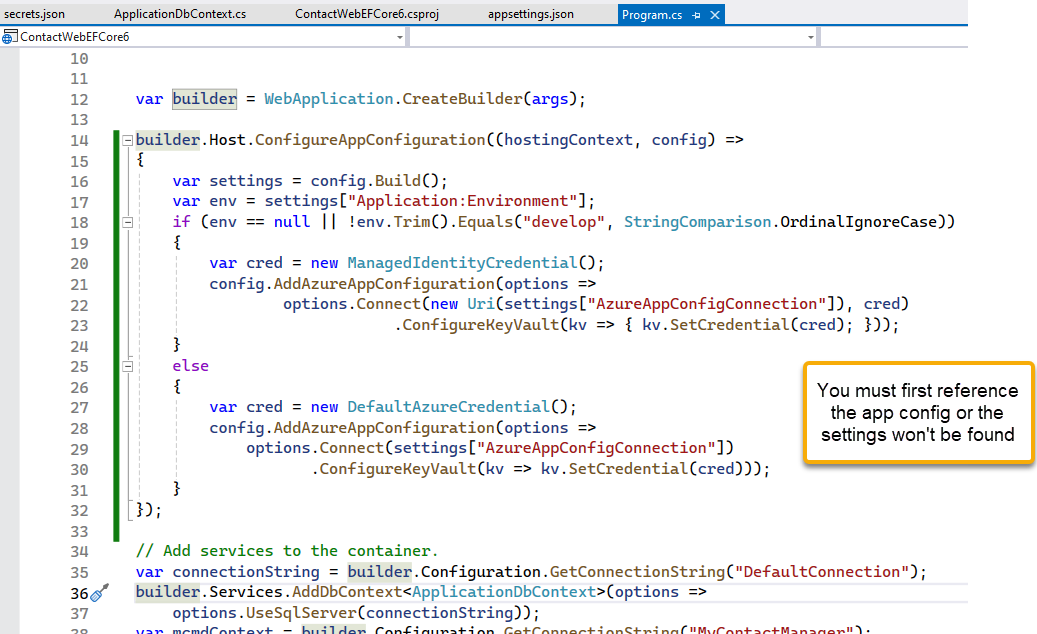 secrets.json ApplicationDbContext.cs ContactWebEFCore6.csproj appsettings.json Program.cs
ContactWebEFCore6
10
11
12 var builder = WebApplication.CreateBuilder(args);
13
14 builder.Host.ConfigureAppConfiguration((hostingContext, config) =>
15 {
16 var settings = config.Build();
17 var env = settings["Application:Environment"];
18 if (env == null || !env.Trim().Equals("develop", StringComparison.OrdinalIgnoreCase))
19 {
20 var cred = new ManagedIdentityCredential();
21 config.AddAzureAppConfiguration(options =>
22 options.Connect(new Uri(settings["AzureAppConfigConnection"]), cred)
23 .ConfigureKeyVault(kv => { kv.SetCredential(cred); }));
24 }
25 else
26 {
27 var cred = new DefaultAzureCredential();
28 config.AddAzureAppConfiguration(options =>
29 options.Connect(settings["AzureAppConfigConnection"])
30 .ConfigureKeyVault(kv => kv.SetCredential(cred)));
31 }
32 });
33
34 // Add services to the container.
35 var connectionString = builder.Configuration.GetConnectionString("DefaultConnection");
36 builder.Services.AddDbContext<ApplicationDbContext>(options =>
37 options.UseSqlServer(connectionString));
38 var mcmdContext = builder.Configuration.GetConnectionString("MyContactManager");
You must first reference
the app config or the
settings won't be found